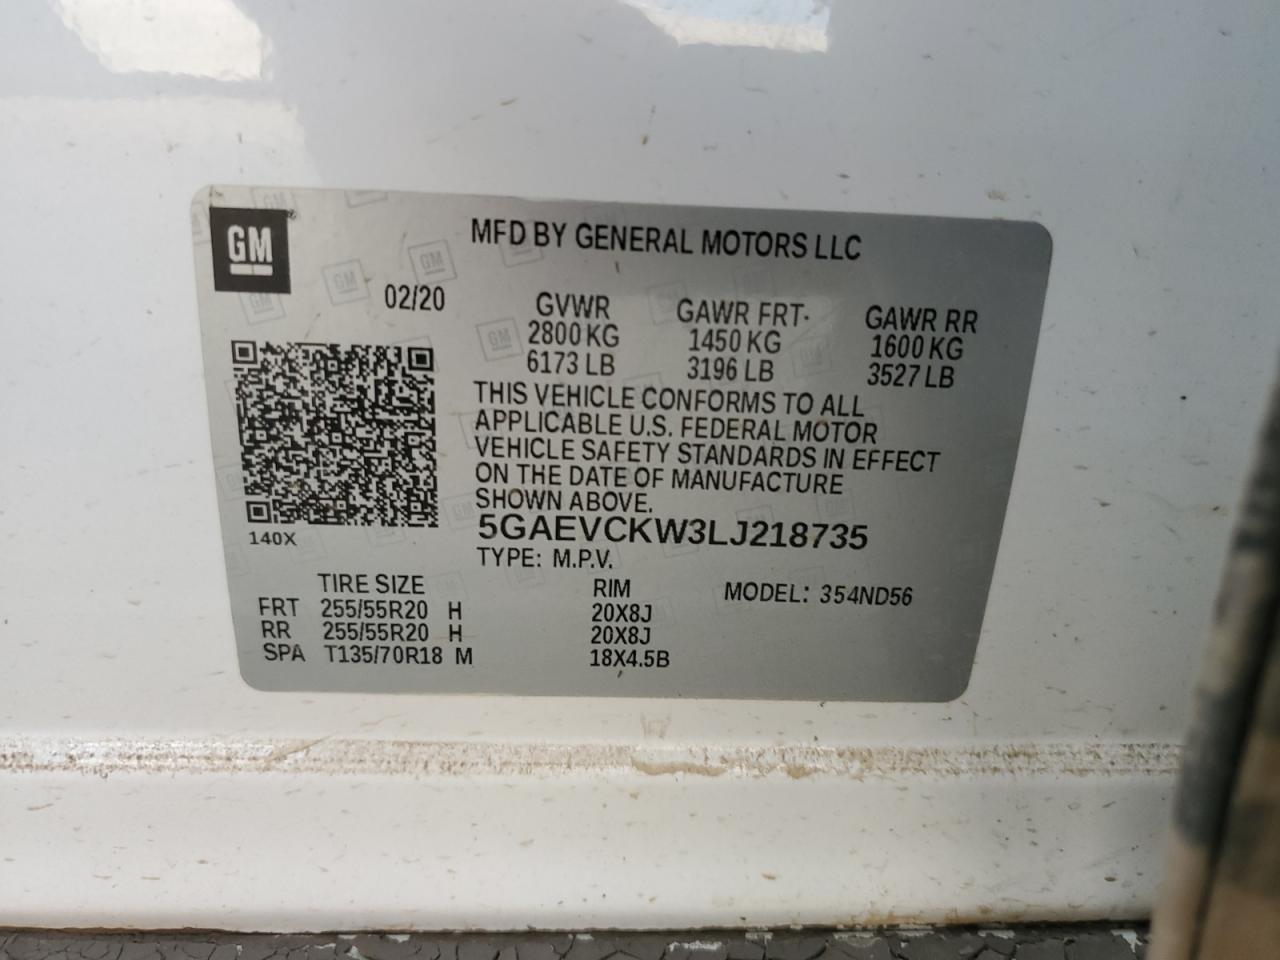 GM
MFD BY GENERAL MOTORS LLC
02/20
GVWR GAWR FRT GAWR RR
2800 KG 1450 KG 1600 KG
6173 LB 3196 LB 3527 LB
THIS VEHICLE CONFORMS TO ALL
APPLICABLE U.S. FEDERAL MOTOR
VEHICLE SAFETY STANDARDS IN EFFECT
ON THE DATE OF MANUFACTURE
SHOWN ABOVE.
5GAEVCKW3LJ218735
140X
TYPE: M.P.V.
TIRE SIZE RIM MODEL: 354ND56
FRT 255/55R20 H 20X8J
RR 255/55R20 H 20X8J
SPA T135/70R18 M 18X4.5B